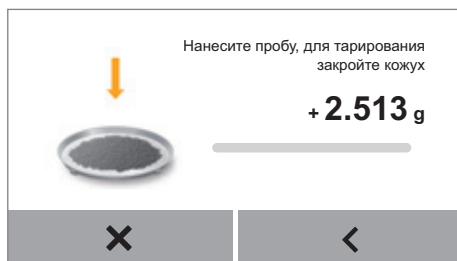 Нанесите пробу, для тарирования
закройте кожух
+ 2.513 g